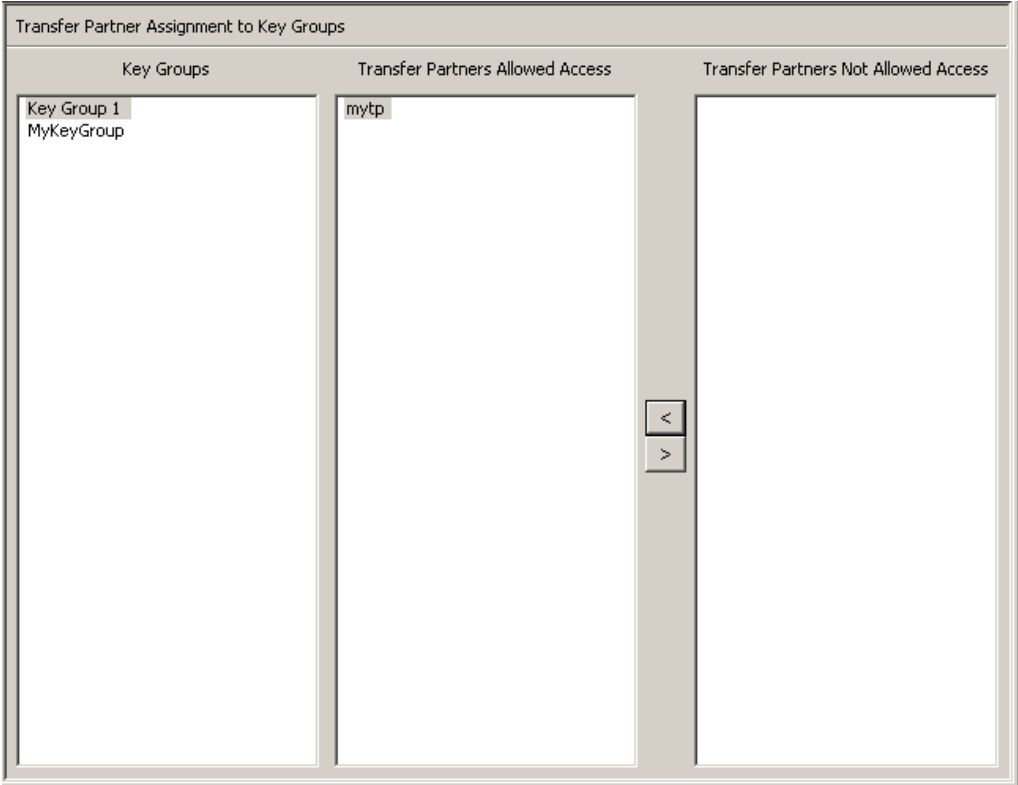 Transfer Partner Assignment to Key Groups
Key Groups
Transfer Partners Allowed Access
Transfer Partners Not Allowed Access
Key Group 1
MyKeyGroup
mytp
<
>